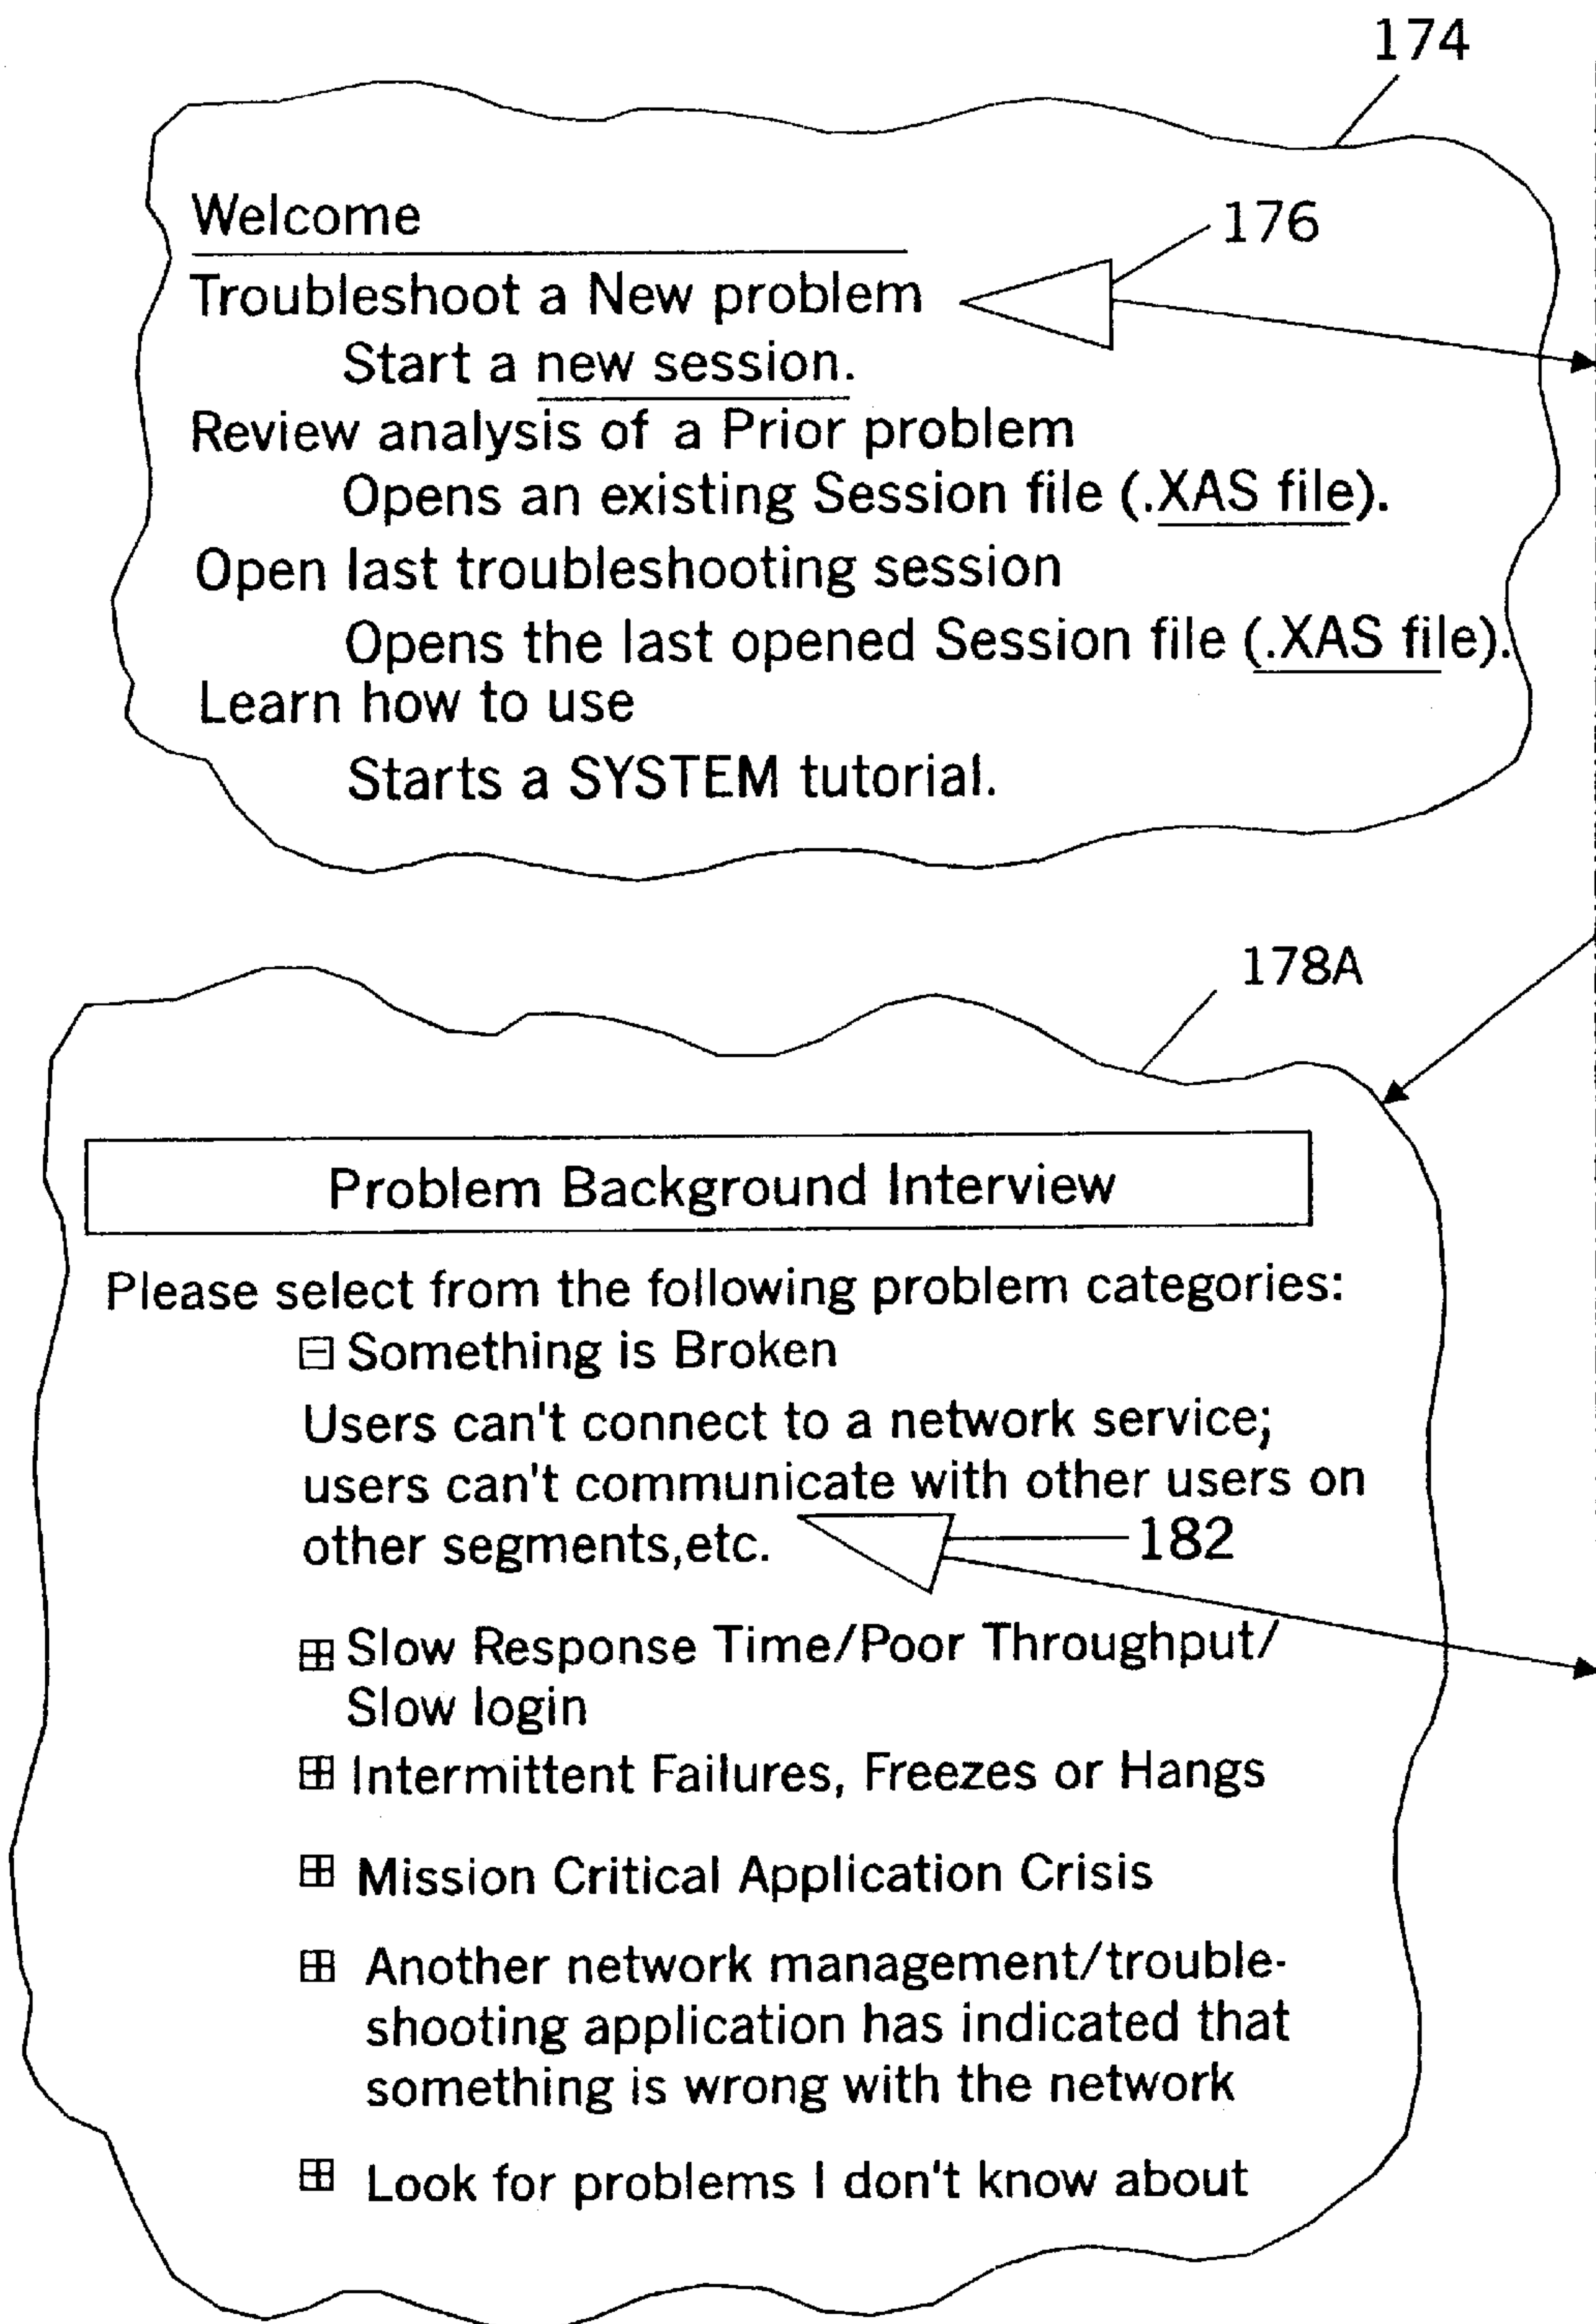 174
Welcome
176
Troubleshoot a New problem
Start a new session.
Review analysis of a Prior problem
Opens an existing Session file (.XAS file).
Open last troubleshooting session
Opens the last opened Session file (.XAS file).
Learn how to use
Starts a SYSTEM tutorial.
178A
Problem Background Interview
Please select from the following problem categories:
Something is Broken
Users can't connect to a network service;
users can't communicate with other users on
other segments,etc.
182
Slow Response Time/Poor Throughput/
Slow login
Intermittent Failures, Freezes or Hangs
Mission Critical Application Crisis
Another network management/trouble-
shooting application has indicated that
something is wrong with the network
Look for problems I don't know about